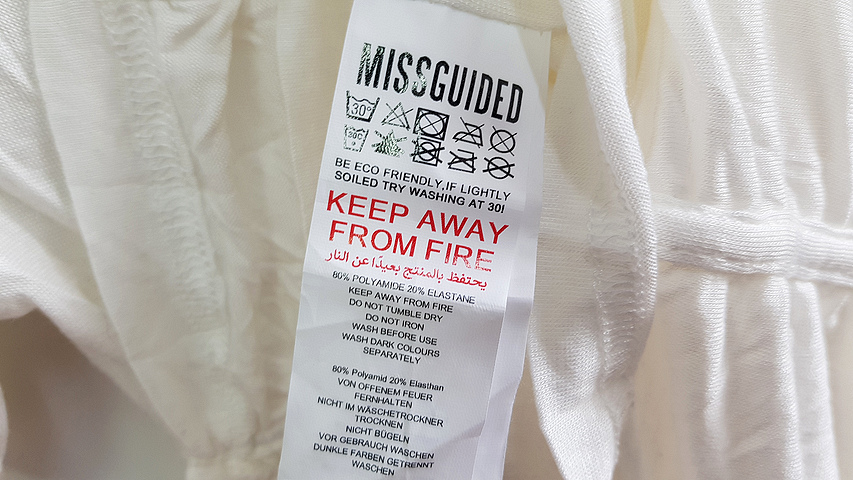 MISSGUIDED
30°
30C
BE ECO FRIENDLY,IF LIGHTLY
SOILED TRY WASHING AT 30!
KEEP AWAY
FROM FIRE
يحتفظ بالمنتج بعيدًا عن النار
80% POLYAMIDE 20% ELASTANE
KEEP AWAY FROM FIRE
DO NOT TUMBLE DRY
DO NOT IRON
WASH BEFORE USE
WASH DARK COLOURS
SEPARATELY
80% Polyamid 20% Elasthan
VON OFFENEM FEUER
FERNHALTEN
NICHT IM WÄSCHETROCKNER
TROCKNEN
NICHT BÜGELN
VOR GEBRAUCH WASCHEN
DUNKLE FARBEN GETRENNT
WASCHEN